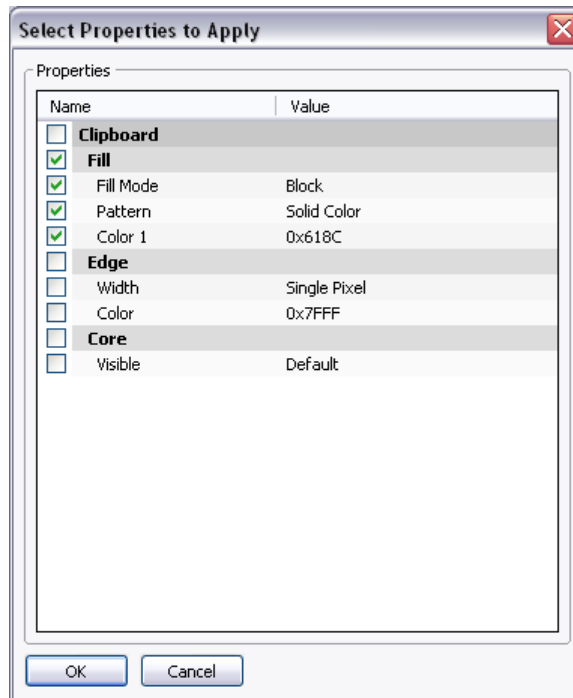 Select Properties to Apply
Properties
Name Value
Clipboard
Fill
Fill Mode Block
Pattern Solid Color
Color 1 0x618C
Edge
Width Single Pixel
Color 0x7FFF
Core
Visible Default
OK Cancel